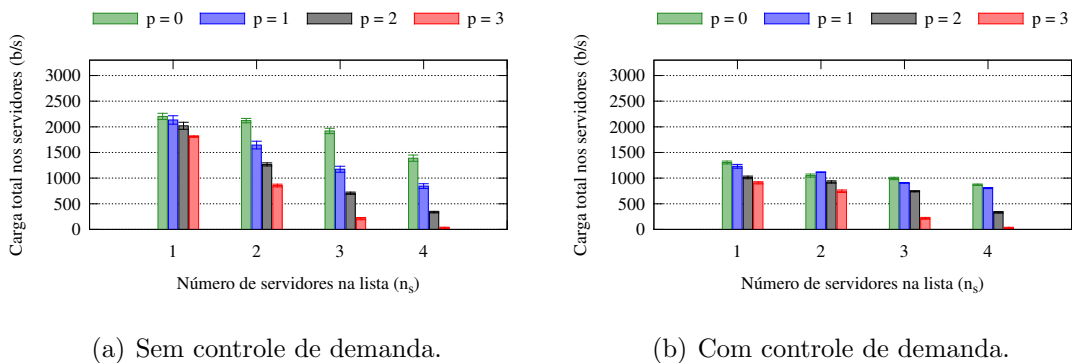 p = 0 p = 1 p = 2 p = 3
Carga total nos servidores (b/s)
3000
2500
2000
1500
1000
500
0
1 2 3 4
Número de servidores na lista (nₛ)
(a) Sem controle de demanda.
p = 0 p = 1 p = 2 p = 3
Carga total nos servidores (b/s)
3000
2500
2000
1500
1000
500
0
1 2 3 4
Número de servidores na lista (nₛ)
(b) Com controle de demanda.